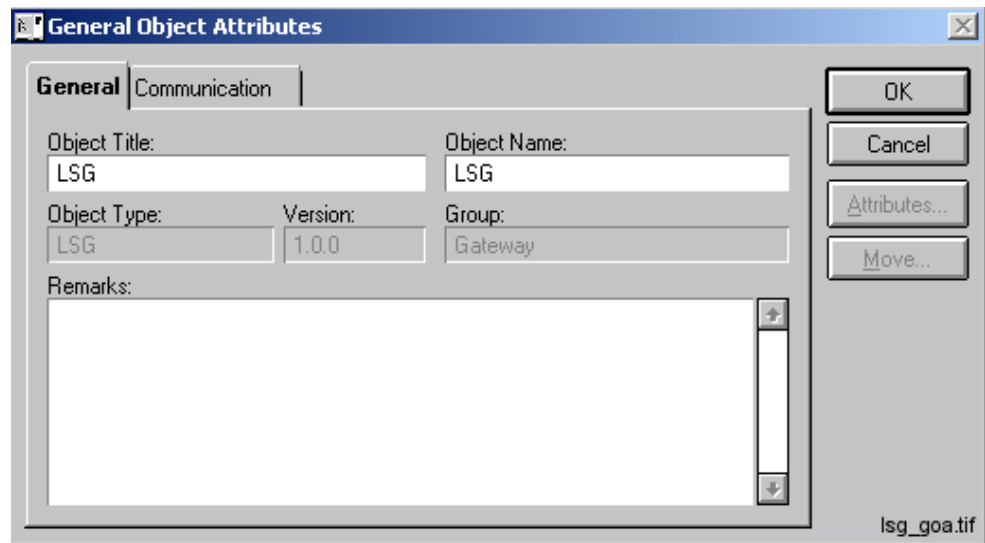 General Object Attributes
General Communication
OK
Object Title: Object Name:
Cancel
LSG LSG
Object Type: Version: Group:
Attributes...
LSG 1.0.0 Gateway
Move...
Remarks:
lsg_goa.tif